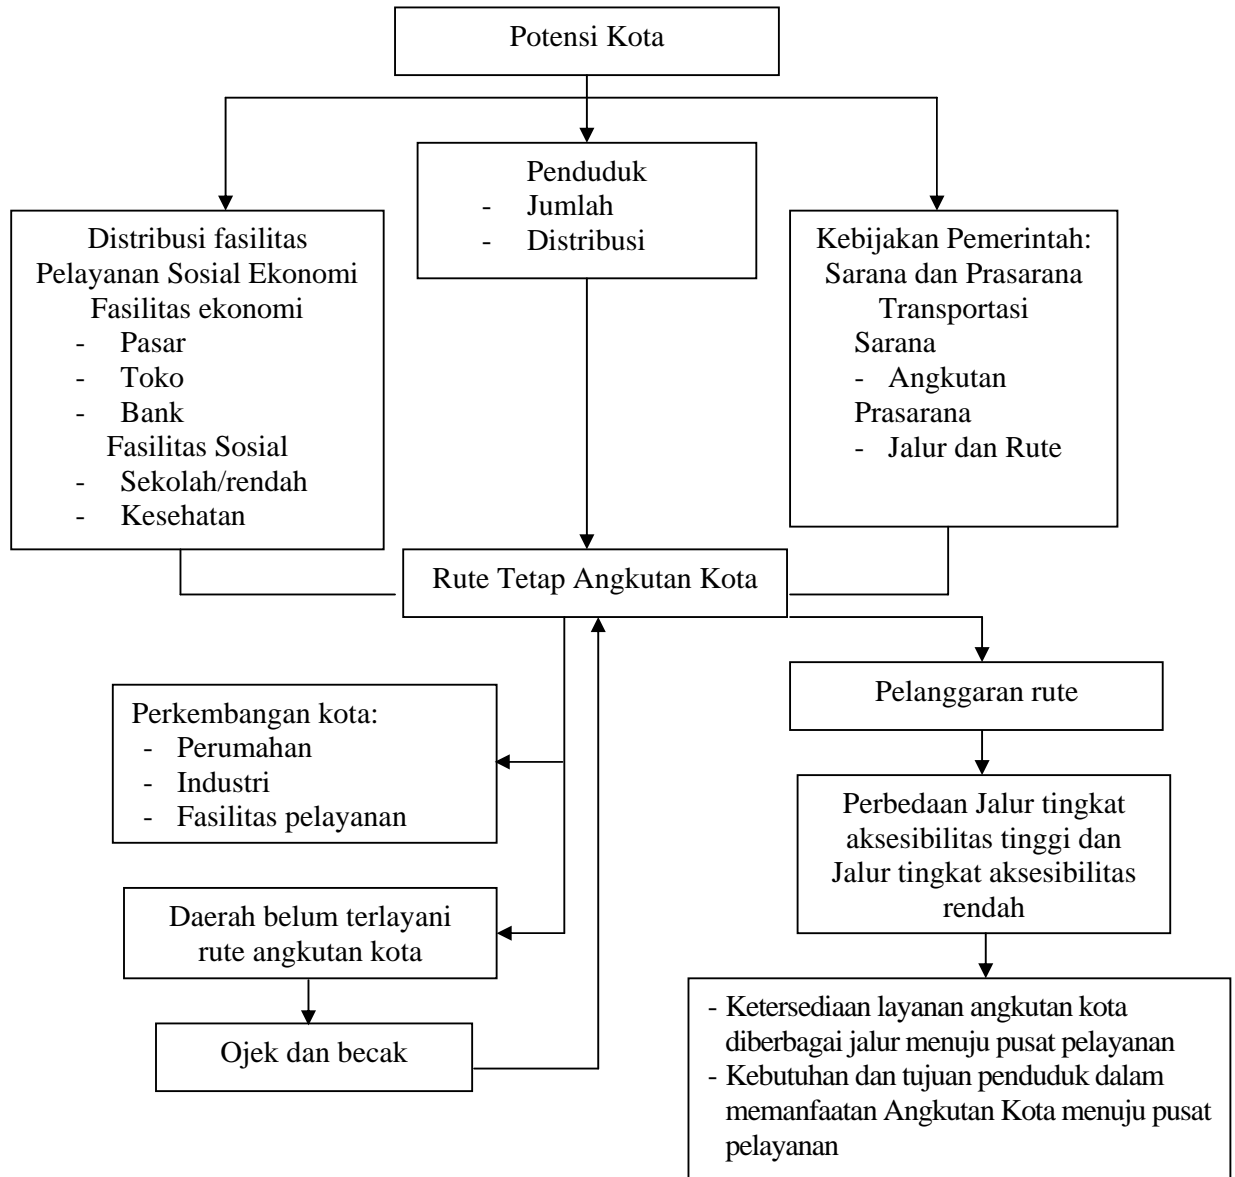 Potensi Kota
Penduduk
- Jumlah
- Distribusi
Distribusi fasilitas
Pelayanan Sosial Ekonomi
Fasilitas ekonomi
- Pasar
- Toko
- Bank
Fasilitas Sosial
- Sekolah/rendah
- Kesehatan
Kebijakan Pemerintah:
Sarana dan Prasarana
Transportasi
Sarana
- Angkutan
Prasarana
- Jalur dan Rute
Rute Tetap Angkutan Kota
Perkembangan kota:
- Perumahan
- Industri
- Fasilitas pelayanan
Daerah belum terlayani
rute angkutan kota
Ojek dan becak
Pelanggaran rute
Perbedaan Jalur tingkat
aksesibilitas tinggi dan
Jalur tingkat aksesibilitas
rendah
- Ketersediaan layanan angkutan kota
diberbagai jalur menuju pusat pelayanan
- Kebutuhan dan tujuan penduduk dalam
memanfaatan Angkutan Kota menuju pusat
pelayanan